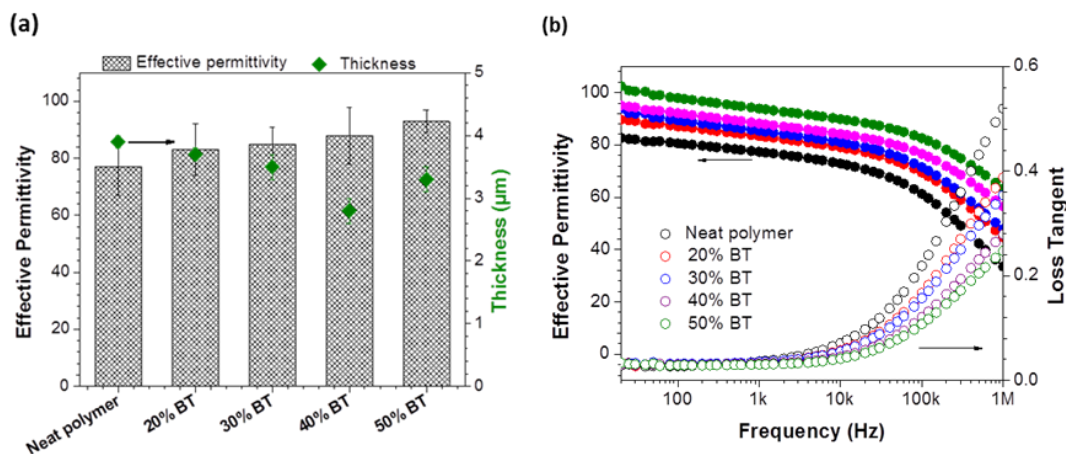 (a)
Effective permittivity
Thickness
100
80
60
40
20
0
Effective Permittivity
5
4
3
2
1
0
Thickness (µm)
Neat polymer
20% BT
30% BT
40% BT
50% BT
(b)
100
80
60
40
20
0
Effective Permittivity
Neat polymer
20% BT
30% BT
40% BT
50% BT
0.6
0.4
0.2
0.0
Loss Tangent
100
1k
10k
100k
1M
Frequency (Hz)